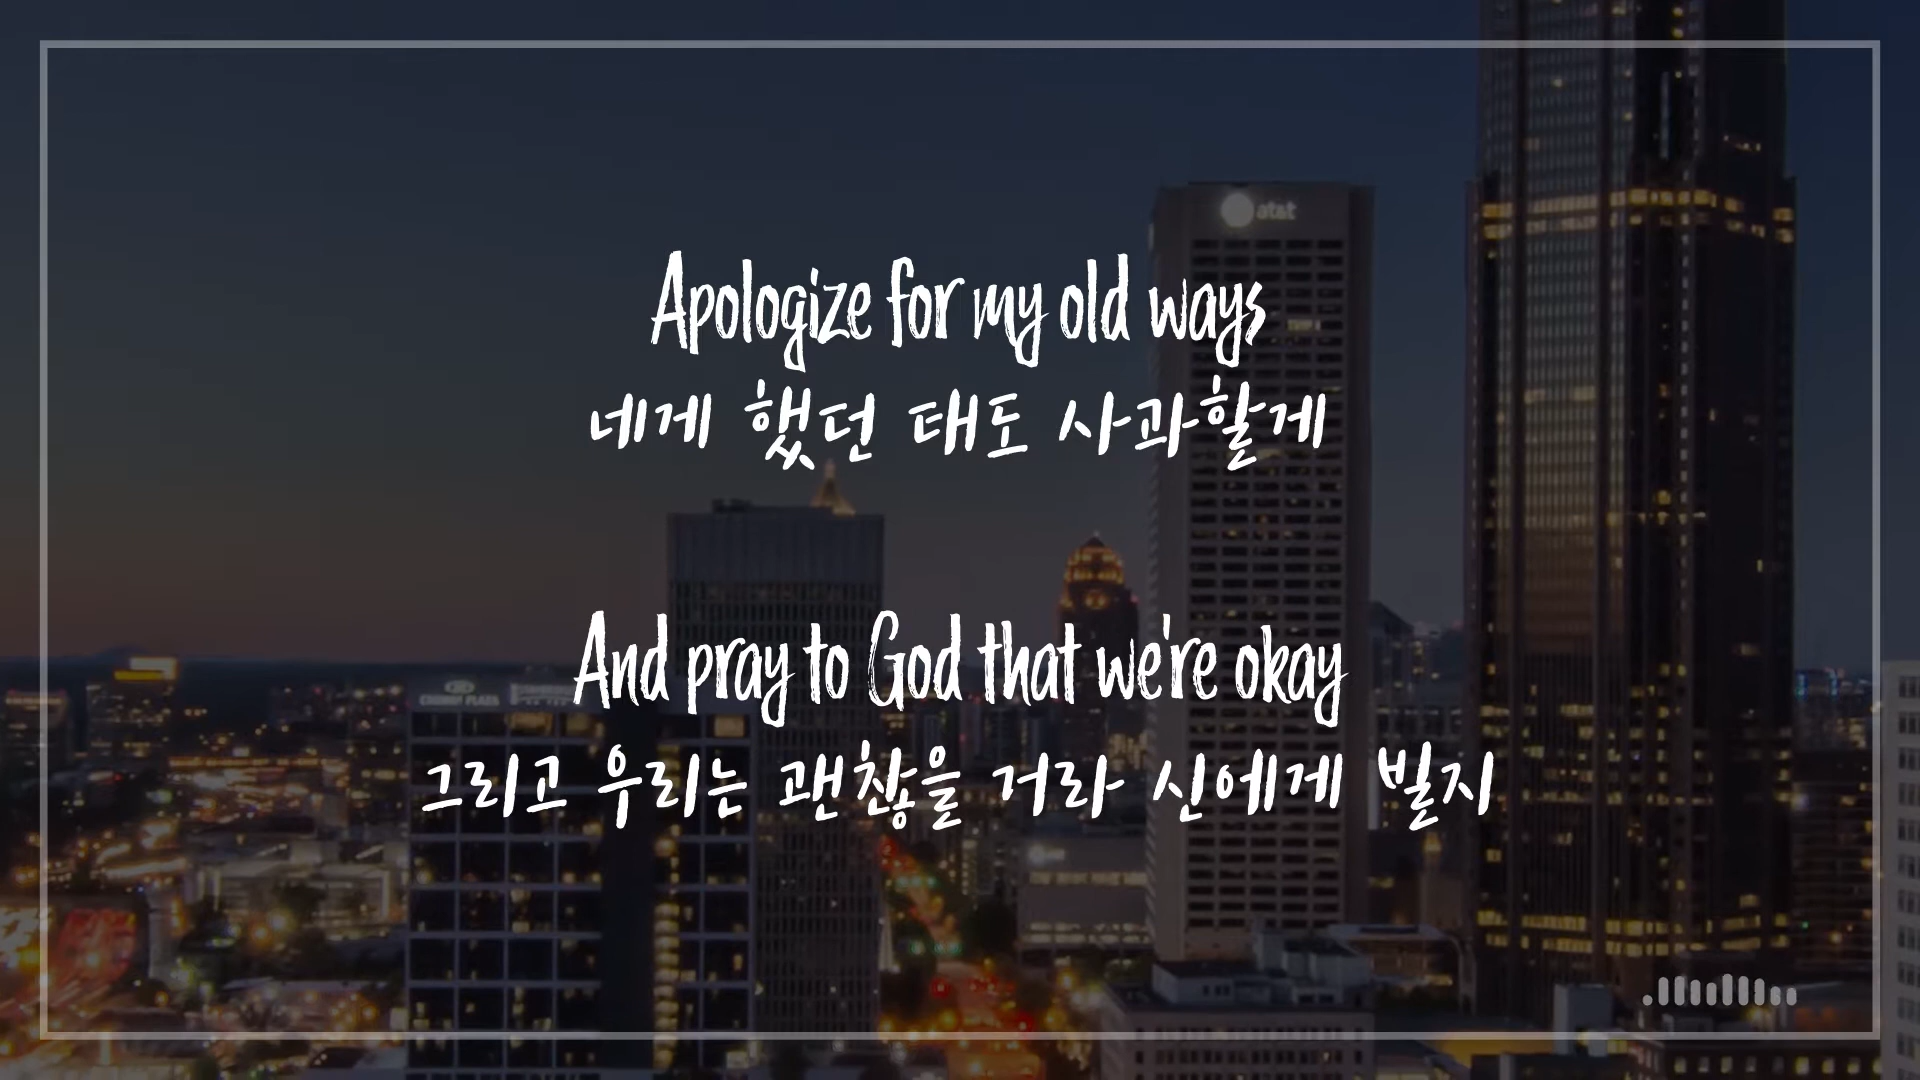 at&t
Apologize for my old ways
네게 했던 태도 사과할게
And pray to God that we're okay
그리고 우리는 괜찮을 거라 신에게 빌지